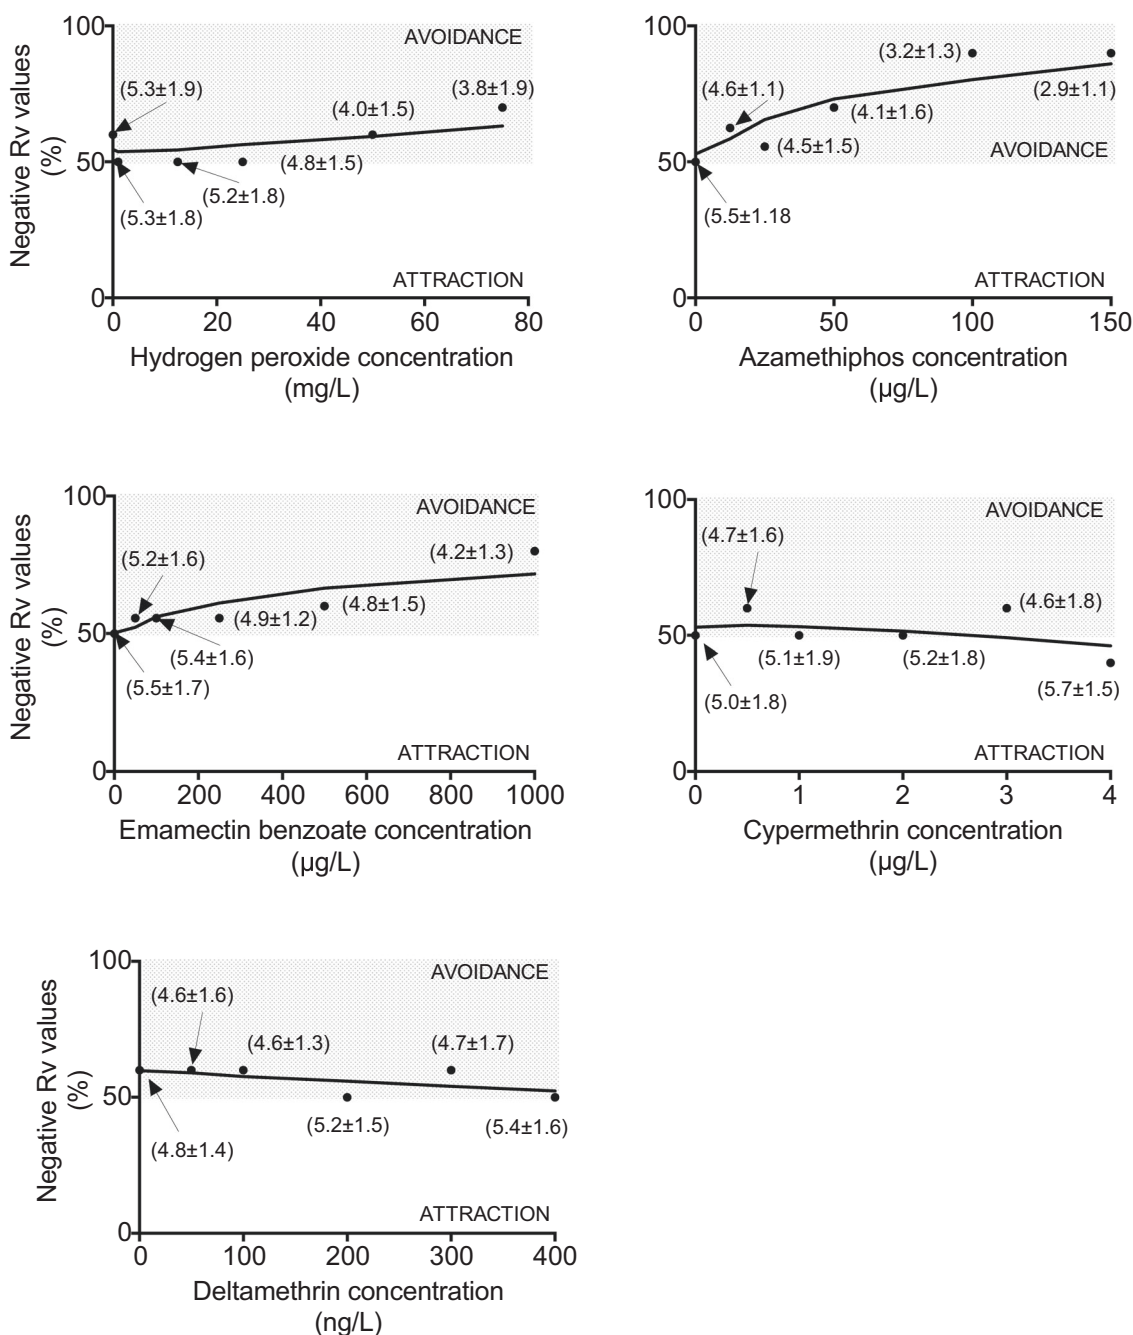 100
AVOIDANCE
(5.3±1.9)
(3.8±1.9)
(4.0±1.5)
50
(4.8±1.5)
(5.2±1.8)
(5.3±1.8)
ATTRACTION
0
0 20 40 60 80
Negative Rv values
(%)
Hydrogen peroxide concentration
(mg/L)
100
(3.2±1.3)
(4.6±1.1)
(2.9±1.1)
(4.1±1.6)
50
(4.5±1.5)
AVOIDANCE
(5.5±1.18
ATTRACTION
0
0 50 100 150
Azamethiphos concentration
(µg/L)
100
AVOIDANCE
(5.2±1.6)
(4.2±1.3)
(4.8±1.5)
(4.9±1.2)
50
(5.4±1.6)
(5.5±1.7)
ATTRACTION
0
0 200 400 600 800 1000
Negative Rv values
(%)
Emamectin benzoate concentration
(µg/L)
100
AVOIDANCE
(4.7±1.6)
(4.6±1.8)
50
(5.1±1.9)
(5.2±1.8)
(5.0±1.8)
(5.7±1.5)
ATTRACTION
0
0 1 2 3 4
Cypermethrin concentration
(µg/L)
100
AVOIDANCE
(4.6±1.6)
(4.6±1.3)
(4.7±1.7)
50
(5.2±1.5)
(5.4±1.6)
(4.8±1.4)
ATTRACTION
0
0 100 200 300 400
Negative Rv values
(%)
Deltamethrin concentration
(ng/L)